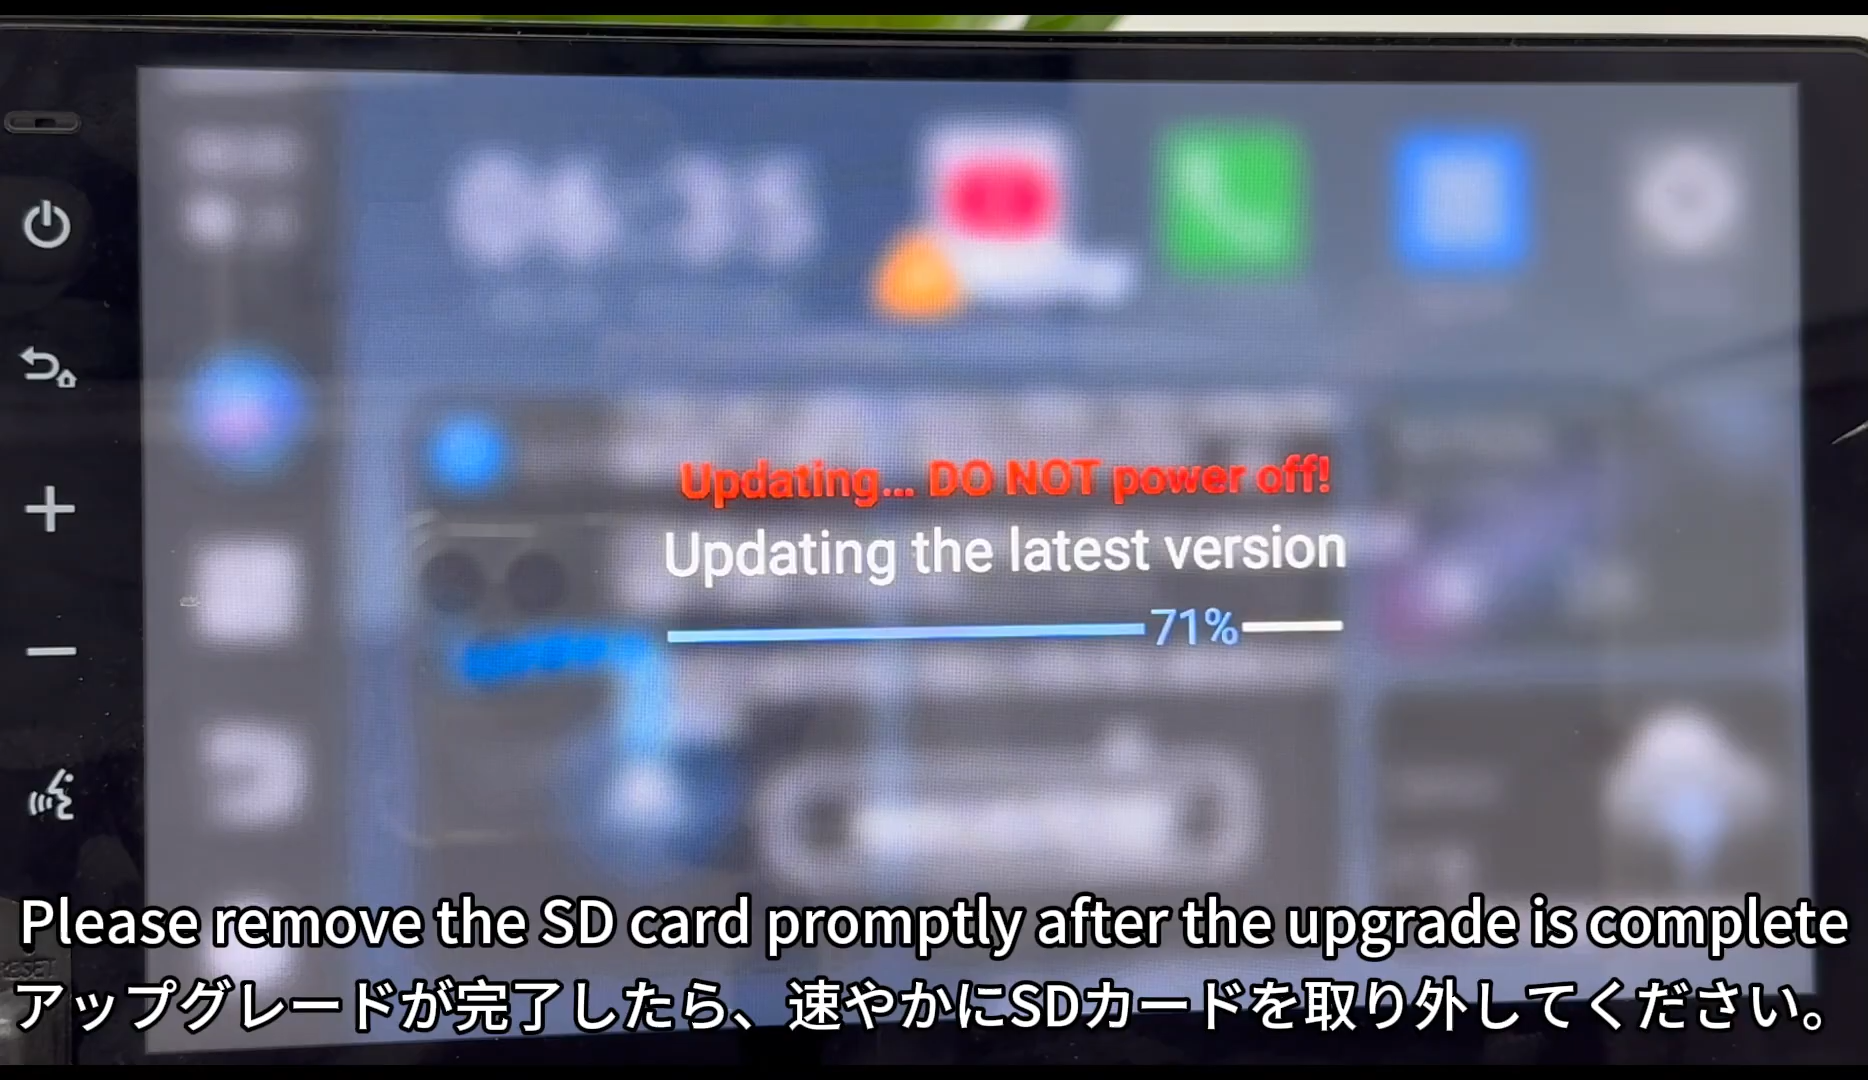 Updating... DO NOT power off!
Updating the latest version
71%
Please remove the SD card promptly after the upgrade is complete
RESET
アップグレードが完了したら、速やかにSDカードを取り外してください。